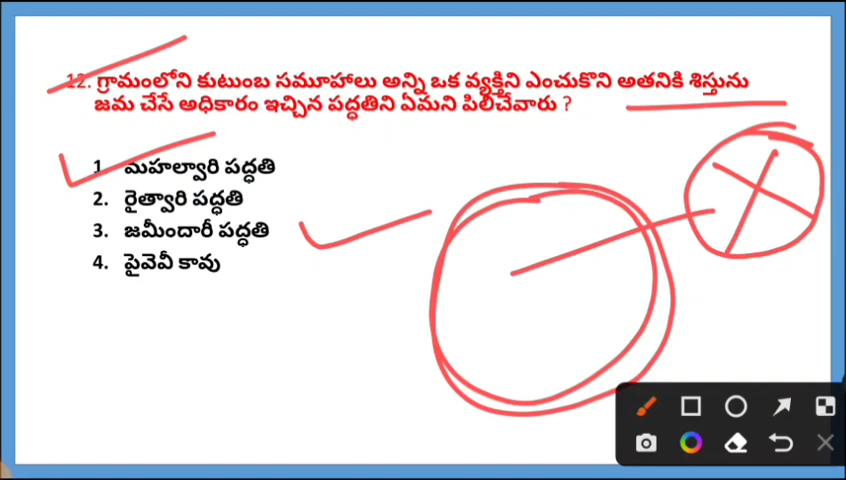 12. గ్రామంలోని కుటుంబ సమూహాలు అన్ని ఒక వ్యక్తిని ఎంచుకొని అతనికి శిస్తును
జమ చేసే అధికారం ఇచ్చిన పద్ధతిని ఏమని పిలిచేవారు ?
1. మహల్వారి పద్ధతి
2. రైత్వారి పద్ధతి
3. జమీందారీ పద్ధతి
4. పైవేవీ కావు